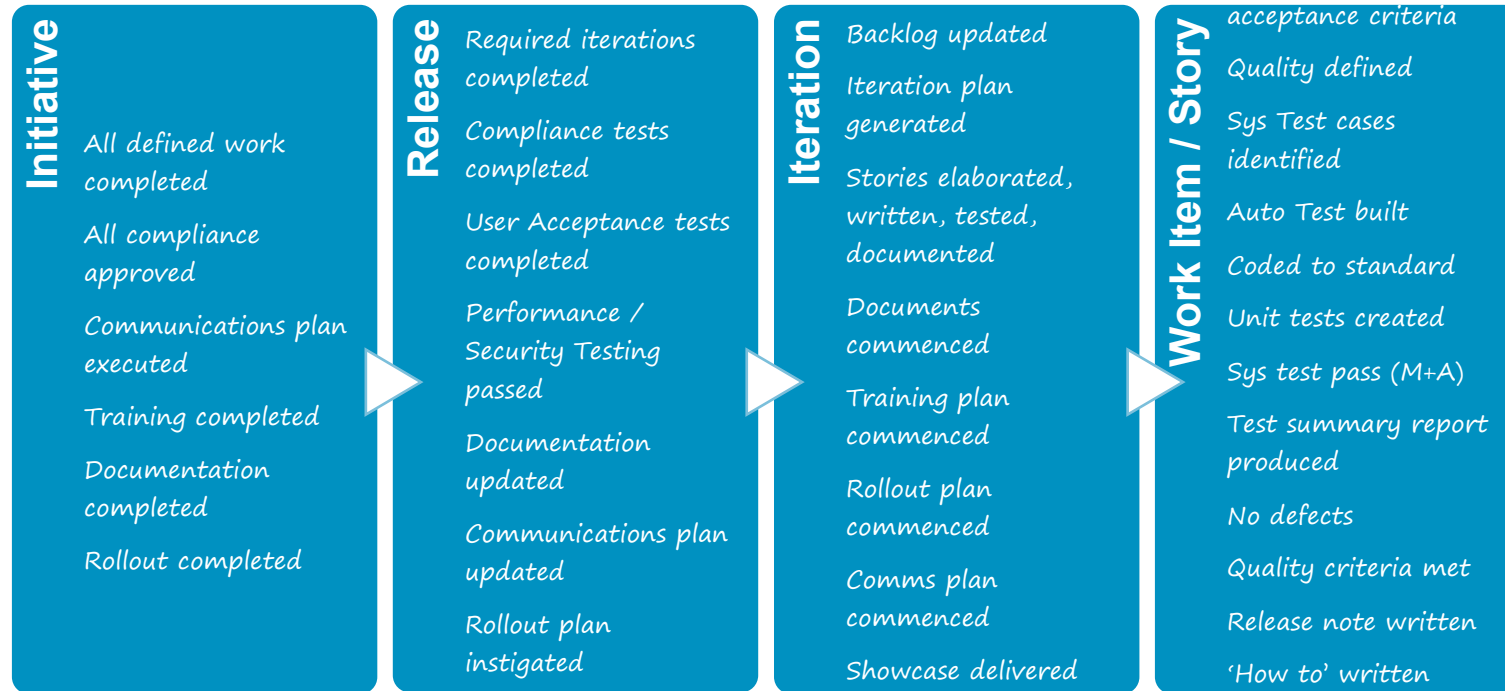 Initiative
All defined work
completed
All compliance
approved
Communications plan
executed
Training completed
Documentation
completed
Rollout completed
Release
Required iterations
completed
Compliance tests
completed
User Acceptance tests
completed
Performance /
Security Testing
passed
Documentation
updated
Communications plan
updated
Rollout plan
instigated
Iteration
Backlog updated
Iteration plan
generated
Stories elaborated,
written, tested,
documented
Documents
commenced
Training plan
commenced
Rollout plan
commenced
Comms plan
commenced
Showcase delivered
Work Item / Story
acceptance criteria
Quality defined
Sys Test cases
identified
Auto Test built
Coded to standard
Unit tests created
Sys test pass (M+A)
Test summary report
produced
No defects
Quality criteria met
Release note written
‘How to’ written